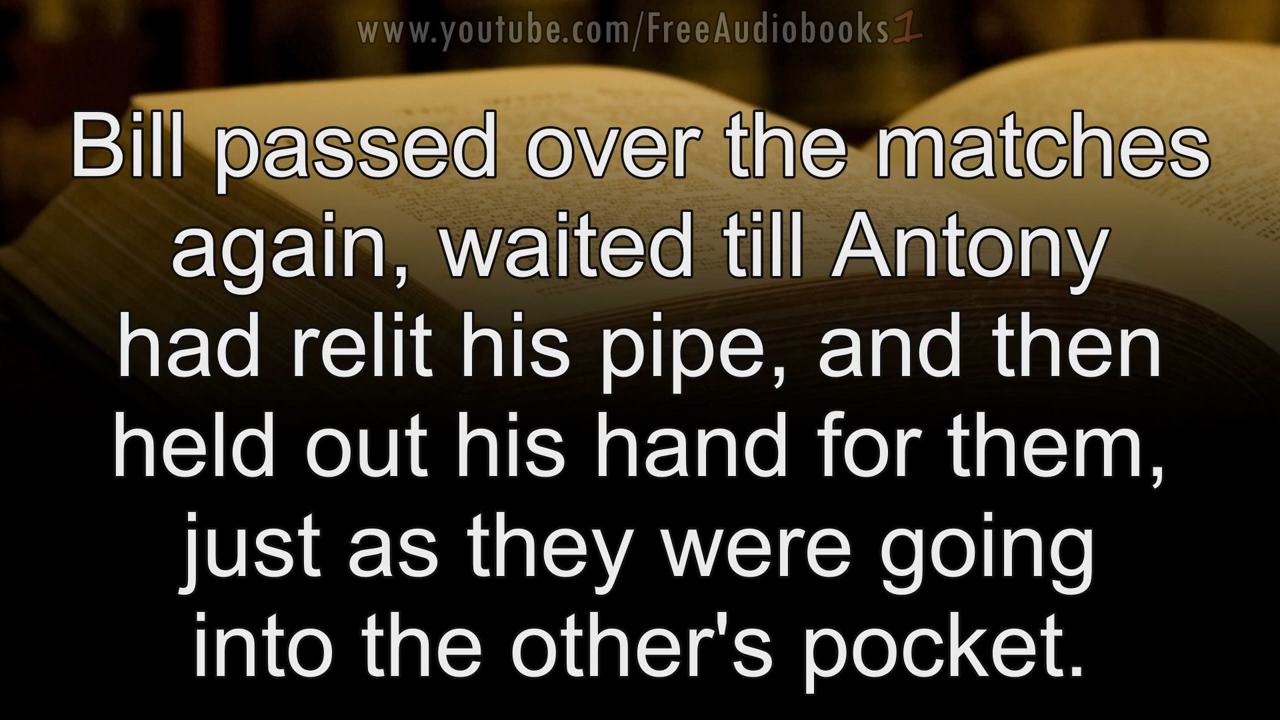 www.youtube.com/FreeAudiobooks1
Bill passed over the matches
again, waited till Antony
had relit his pipe, and then
held out his hand for them,
just as they were going
into the other's pocket.